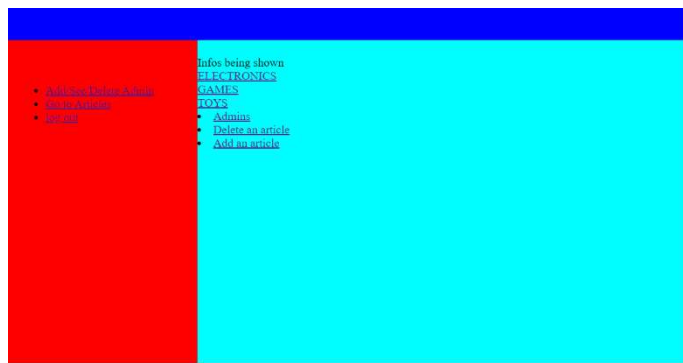 Add/See/Delete Admin
Go to Articles
log out
Infos being shown
ELECTRONICS
GAMES
TOYS
Admins
Delete an article
Add an article